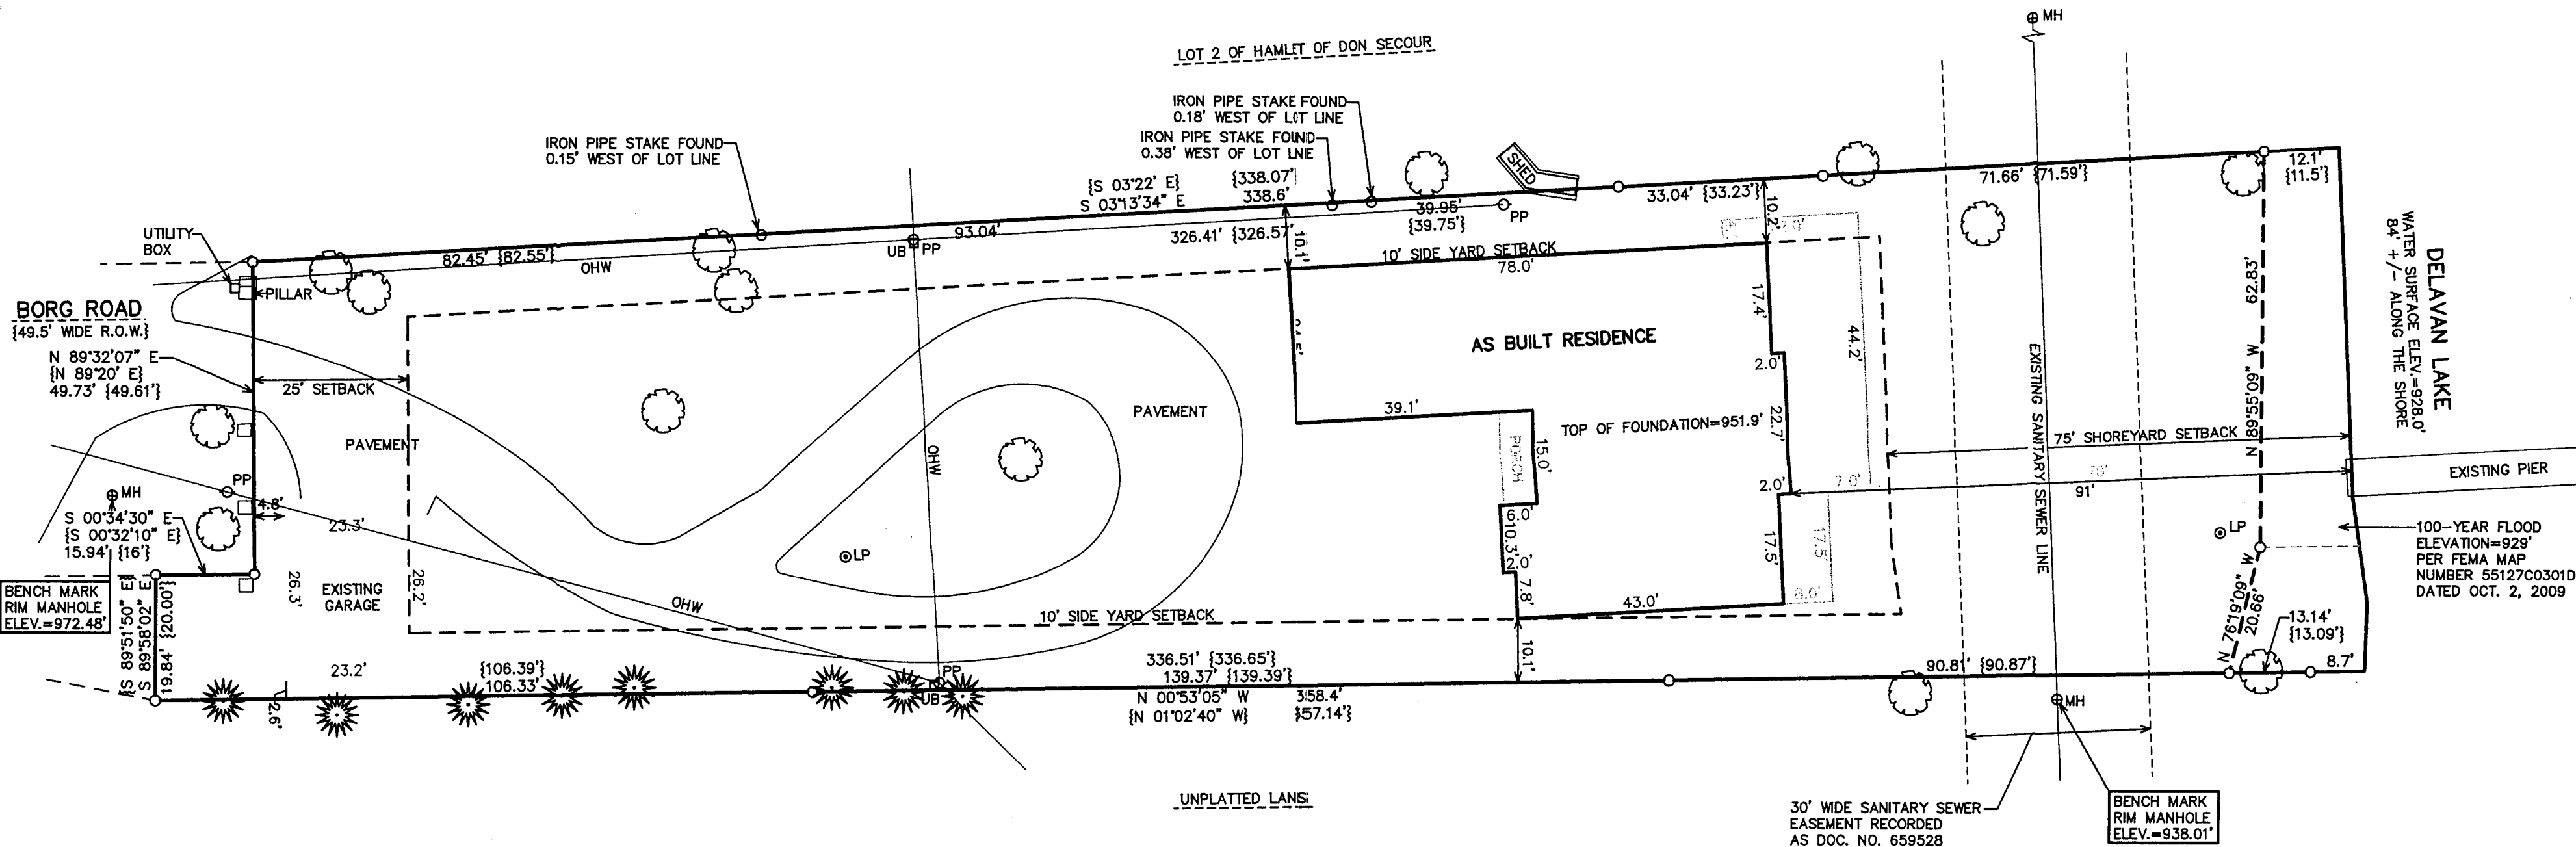 MH
LOT 2 OF HAMLET OF DON SECOUR
IRON PIPE STAKE FOUND
0.18' WEST OF LOT LINE
IRON PIPE STAKE FOUND
0.38' WEST OF LOT LNIE
IRON PIPE STAKE FOUND
0.15' WEST OF LOT LINE
{S 03°22' E}
{338.07'}
S 03°13'34" E
338.6'
SHED
33.04' {33.23'}
71.66' {71.59'}
12.1'
{11.5'}
39.95'
{39.75'}
PP
93.04'
326.41' {326.57'}
UB
PP
82.45' {82.55'}
OHW
UTILITY
BOX
PILLAR
BORG ROAD
{49.5' WIDE R.O.W.}
N 89°32'07" E
{N 89°20' E}
49.73' {49.61'}
25' SETBACK
PAVEMENT
PP
MH
4.8'
S 00°34'30" E
{S 00°32'10" E}
15.94' {16'}
23.3'
26.3'
EXISTING
GARAGE
26.2'
BENCH MARK
RIM MANHOLE
ELEV.=972.48'
{S 89°51'50" E}
S 89°58'02" E
19.84' {20.00'}
23.2'
2.6'
{106.39'}
106.33'
OHW
LP
OHW
PAVEMENT
10' SIDE YARD SETBACK
PP
UB
336.51' {336.65'}
139.37' {139.39'}
N 00°53'05" W
358.4'
{N 01°02'40" W}
UNPLATTED LANS
10.1'
10' SIDE YARD SETBACK
78.0'
10.2'
17.4'
AS BUILT RESIDENCE
39.1'
PORCH
15.0'
TOP OF FOUNDATION=951.9'
2.0'
22.7'
2.0'
17.5'
6.0'
10.3'
2.0'
7.8'
43.0'
10.1'
44.2'
7.0'
17.5'
EXISTING SANITARY SEWER LINE
75' SHOREYARD SETBACK
91'
N 89°55'09" W 62.83'
DELAVAN LAKE
WATER SURFACE ELEV.=928.0'
84' +/- ALONG THE SHORE
EXISTING PIER
LP
100-YEAR FLOOD
ELEVATION=929'
PER FEMA MAP
NUMBER 55127C0301D
DATED OCT. 2, 2009
N 76°19'09" W
20.66'
13.14'
{13.09'}
8.7'
90.81' {90.87'}
MH
30' WIDE SANITARY SEWER
EASEMENT RECORDED
AS DOC. NO. 659528
BENCH MARK
RIM MANHOLE
ELEV.=938.01'